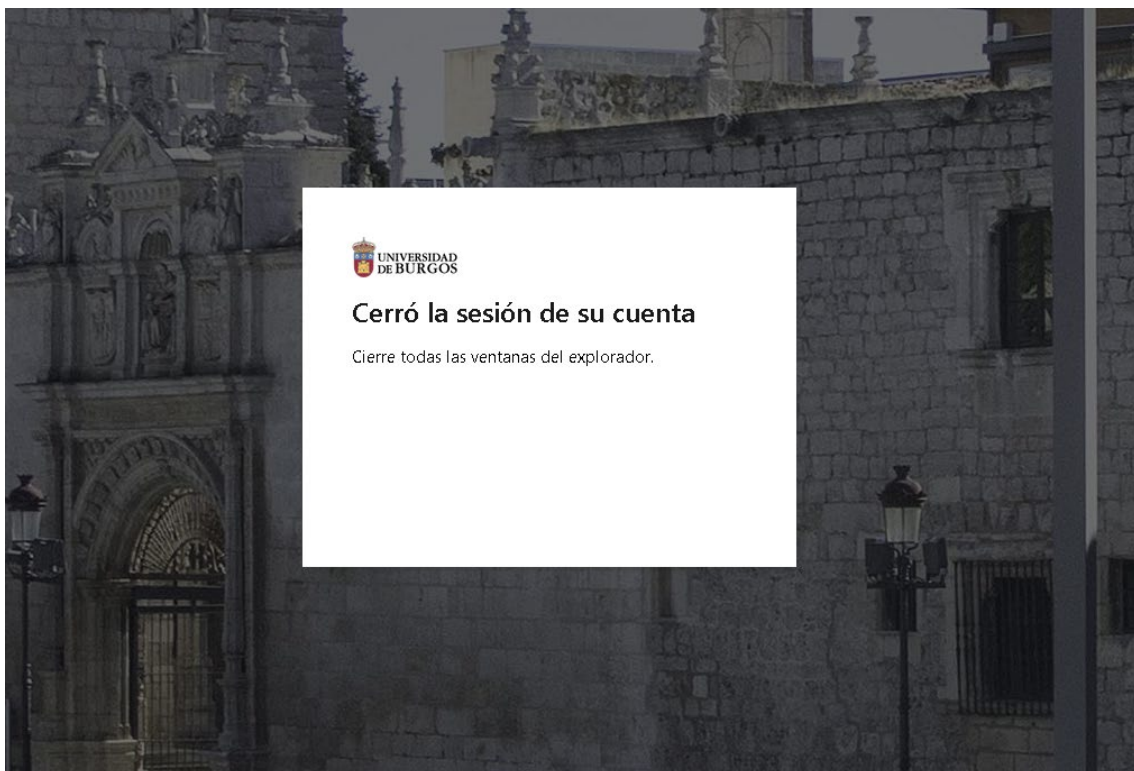 UNIVERSIDAD
DE BURGOS
Cerró la sesión de su cuenta
Cierre todas las ventanas del explorador.